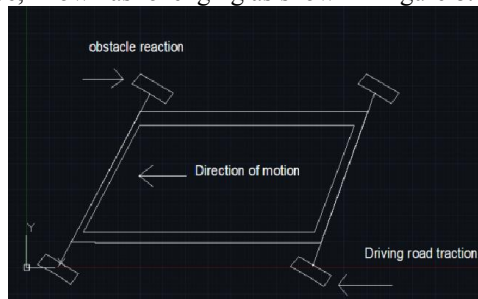 obstacle reaction
Direction of motion
Y
Driving road traction